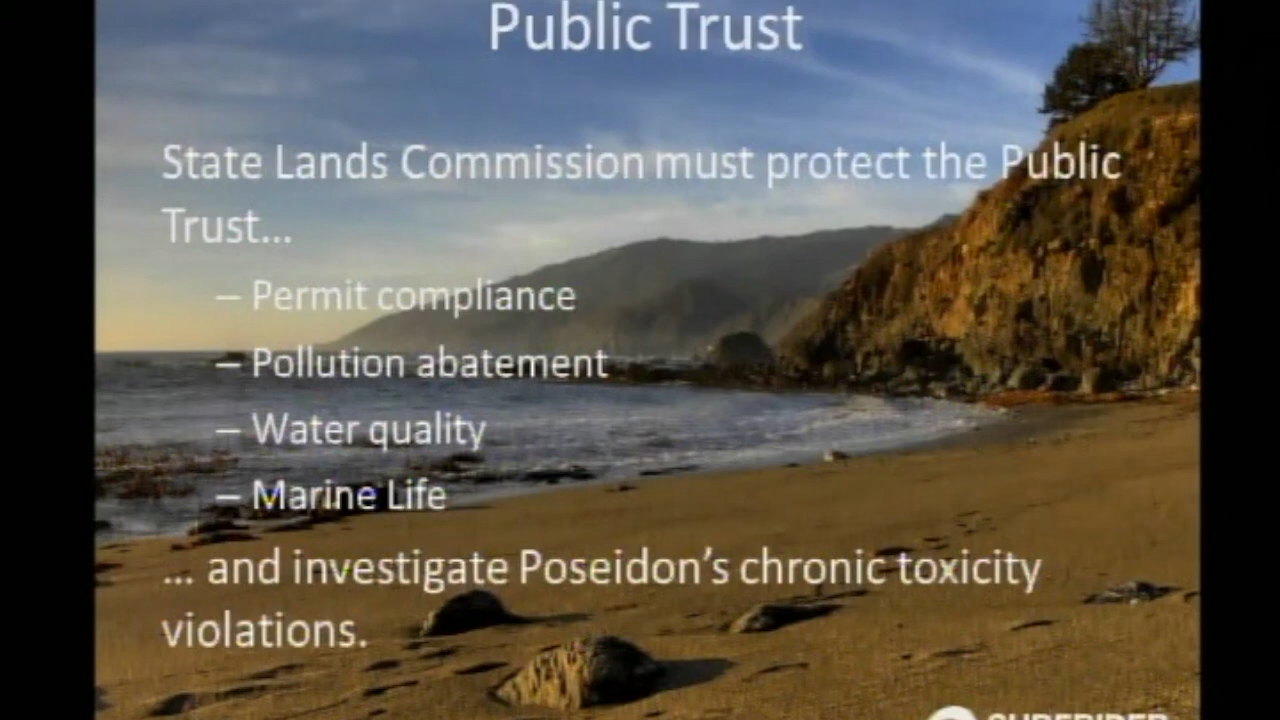 Public Trust
State Lands Commission must protect the Public
Trust...
– Permit compliance
– Pollution abatement
– Water quality
– Marine Life
... and investigate Poseidon’s chronic toxicity
violations.
SURFRIDER